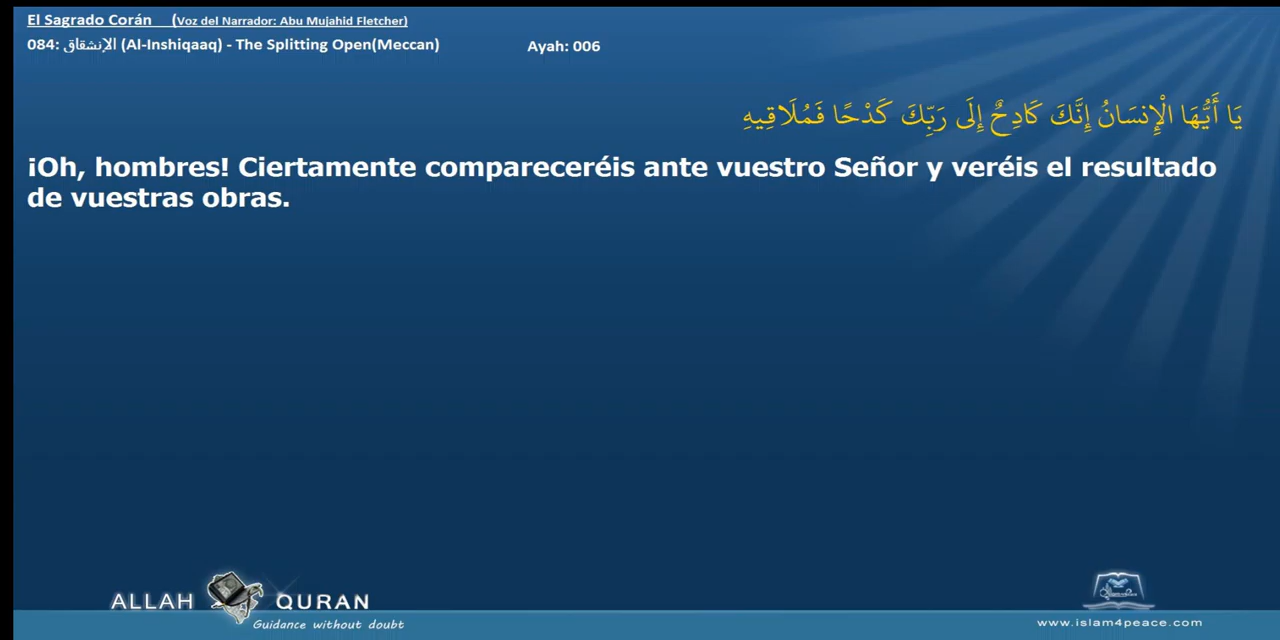 El Sagrado Corán (Voz del Narrador: Abu Mujahid Fletcher)
084: الإنشقاق (Al-Inshiqaaq) - The Splitting Open(Meccan) Ayah: 006
يَا أَيُّهَا الْإِنسَانُ إِنَّكَ كَادِحٌ إِلَى رَبِّكَ كَدْحًا فَمُلَاقِيهِ
¡Oh, hombres! Ciertamente compareceréis ante vuestro Señor y veréis el resultado
de vuestras obras.
ALLAH QURAN
Guidance without doubt
www.islam4peace.com